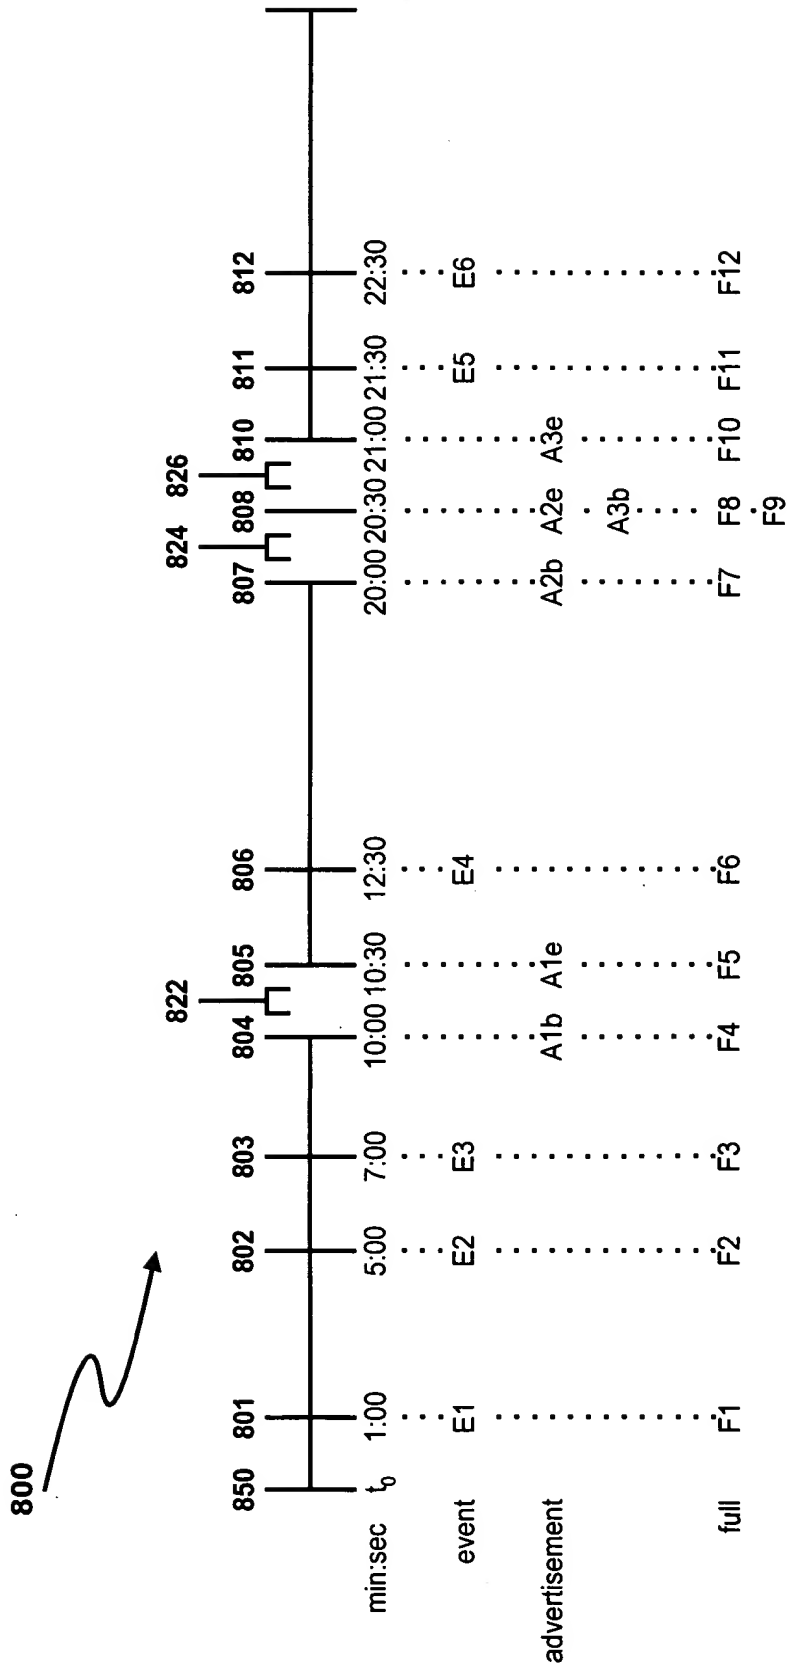 800
822 824 826
850 801 802 803 804 805 806 807 808 810 811 812
min:sec t0 1:00 5:00 7:00 10:00 10:30 12:30 20:00 20:30 21:00 21:30 22:30
event E1 E2 E3 E4 E5 E6
advertisement A1b A1e A2b A2e A3e
A3b
full F1 F2 F3 F4 F5 F6 F7 F8 F10 F11 F12
F9